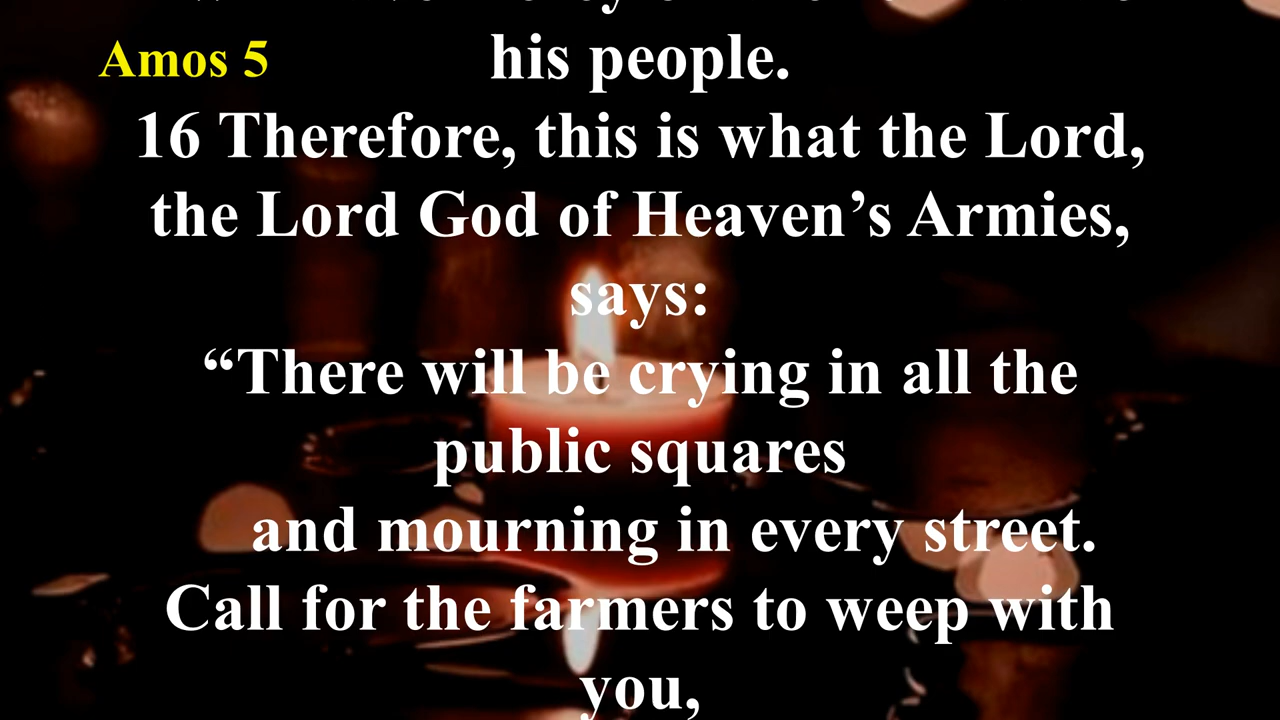 Amos 5
his people.
16 Therefore, this is what the Lord,
the Lord God of Heaven’s Armies,
says:
“There will be crying in all the
public squares
and mourning in every street.
Call for the farmers to weep with
you,